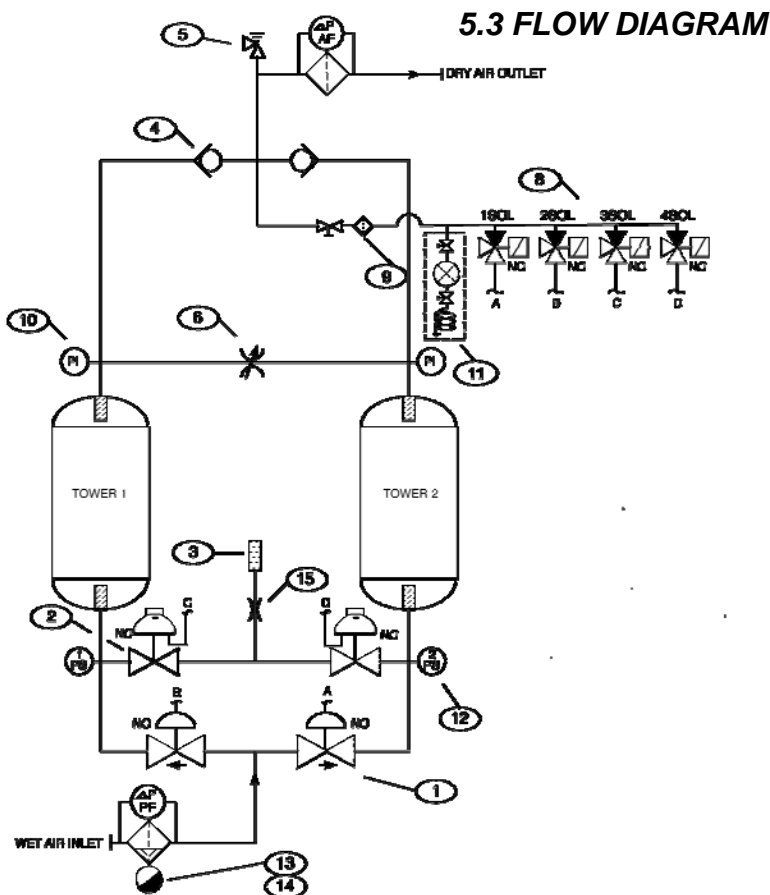 5.3 FLOW DIAGRAM
5
ΔP
AF
DRY AIR OUTLET
4
8
1SOL 2SOL 3SOL 4SOL
NC NC NC NC
A B C D
9
10
6
11
PI
PI
TOWER 1
TOWER 2
3
15
2
C
NC
NC
1
PS
2
PS
12
B
A
NO
NO
1
ΔP
PF
WET AIR INLET
13
14